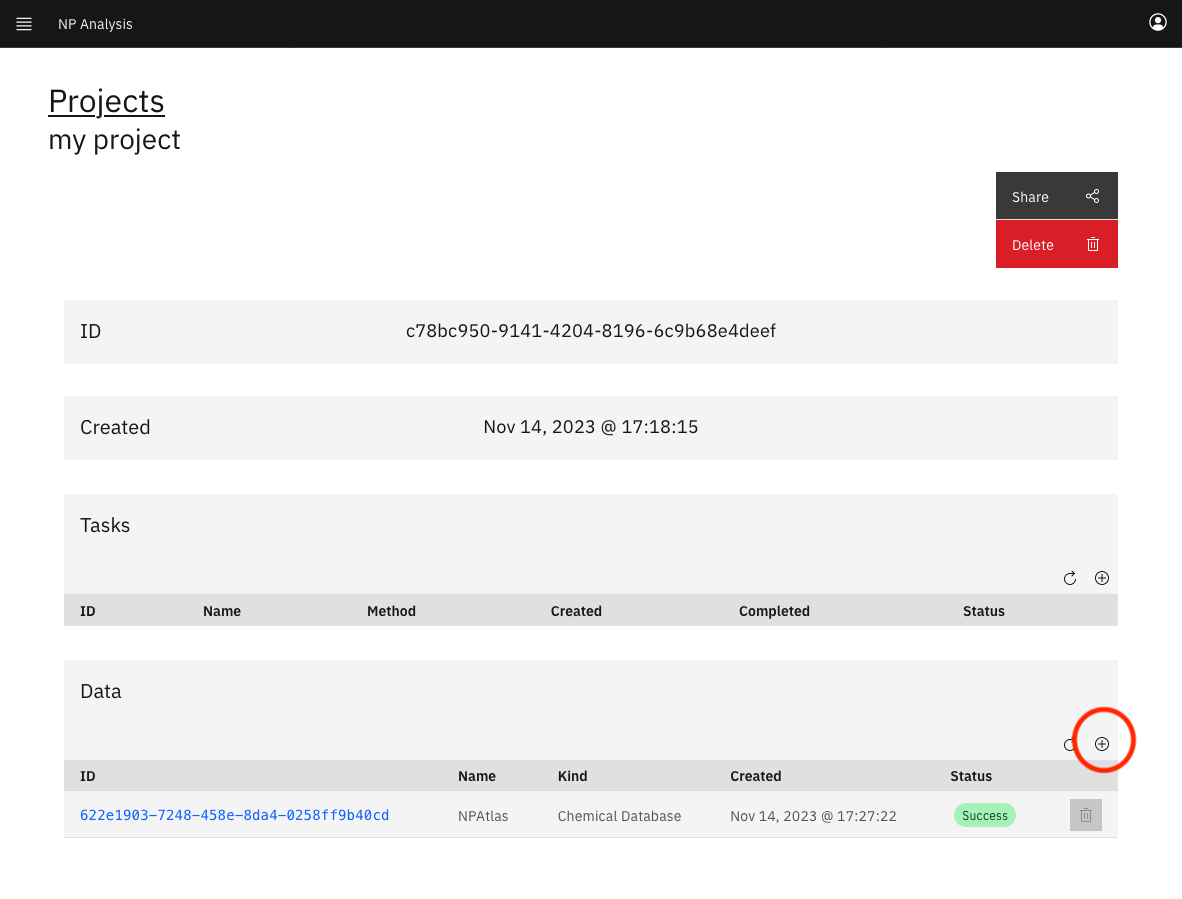 NP Analysis
Projects
my project
Share
Delete
ID c78bc950-9141-4204-8196-6c9b68e4deef
Created Nov 14, 2023 @ 17:18:15
Tasks
ID Name Method Created Completed Status
Data
ID Name Kind Created Status
622e1903-7248-458e-8da4-0258ff9b40cd NPAtlas Chemical Database Nov 14, 2023 @ 17:27:22 Success